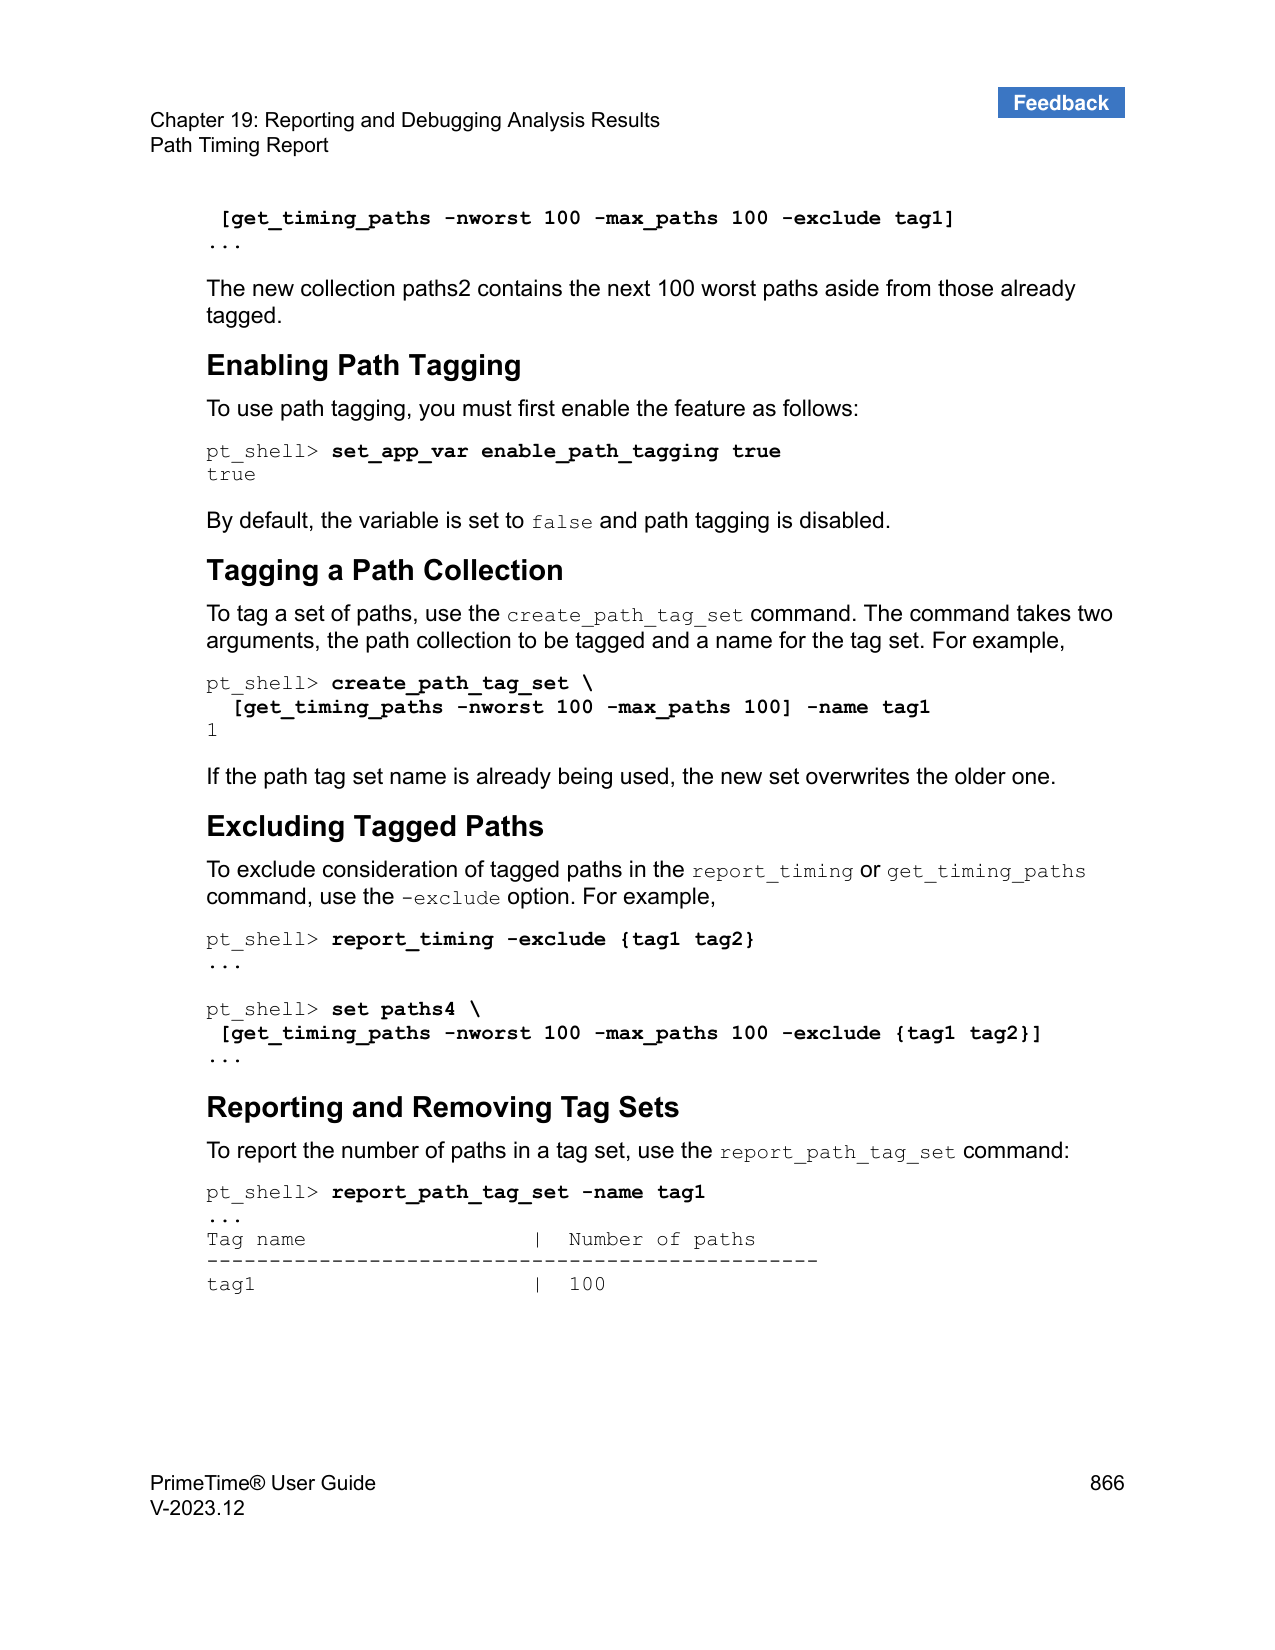 Feedback
Chapter 19: Reporting and Debugging Analysis Results
Path Timing Report
[get_timing_paths -nworst 100 -max_paths 100 -exclude tag1]
...
The new collection paths2 contains the next 100 worst paths aside from those already
tagged.
Enabling Path Tagging
To use path tagging, you must first enable the feature as follows:
pt_shell> set_app_var enable_path_tagging true
true
By default, the variable is set to false and path tagging is disabled.
Tagging a Path Collection
To tag a set of paths, use the create_path_tag_set command. The command takes two
arguments, the path collection to be tagged and a name for the tag set. For example,
pt_shell> create_path_tag_set \
[get_timing_paths -nworst 100 -max_paths 100] -name tag1
1
If the path tag set name is already being used, the new set overwrites the older one.
Excluding Tagged Paths
To exclude consideration of tagged paths in the report_timing or get_timing_paths
command, use the -exclude option. For example,
pt_shell> report_timing -exclude {tag1 tag2}
...
pt_shell> set paths4 \
[get_timing_paths -nworst 100 -max_paths 100 -exclude {tag1 tag2}]
...
Reporting and Removing Tag Sets
To report the number of paths in a tag set, use the report_path_tag_set command:
pt_shell> report_path_tag_set -name tag1
...
Tag name | Number of paths
-------------------------------------------------
tag1 | 100
PrimeTime® User Guide 866
V-2023.12